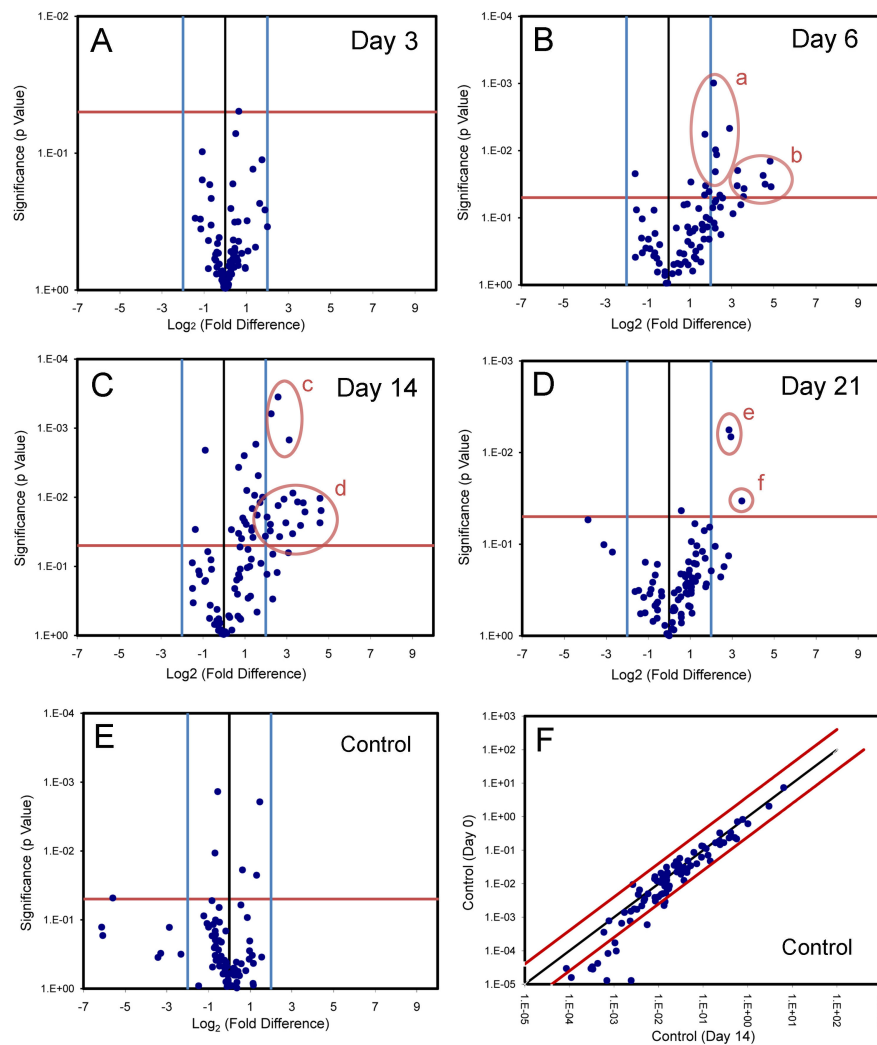 A
Day 3
1.E-02
1.E-01
1.E+00
Significance (p Value)
-7 -5 -3 -1 1 3 5 7 9
Log2 (Fold Difference)
B
Day 6
a
b
1.E-04
1.E-03
1.E-02
1.E-01
1.E+00
Significance (p Value)
-7 -5 -3 -1 1 3 5 7 9
Log2 (Fold Difference)
C
Day 14
c
d
1.E-04
1.E-03
1.E-02
1.E-01
1.E+00
Significance (p Value)
-7 -5 -3 -1 1 3 5 7 9
Log2 (Fold Difference)
D
Day 21
e
f
1.E-03
1.E-02
1.E-01
1.E+00
Significance (p Value)
-7 -5 -3 -1 1 3 5 7 9
Log2 (Fold Difference)
E
Control
1.E-04
1.E-03
1.E-02
1.E-01
1.E+00
Significance (p Value)
-7 -5 -3 -1 1 3 5 7 9
Log2 (Fold Difference)
F
Control
1.E+03
1.E+02
1.E+01
1.E+00
1.E-01
1.E-02
1.E-03
1.E-04
1.E-05
Control (Day 0)
1.E-05 1.E-04 1.E-03 1.E-02 1.E-01 1.E+00 1.E+01 1.E+02
Control (Day 14)